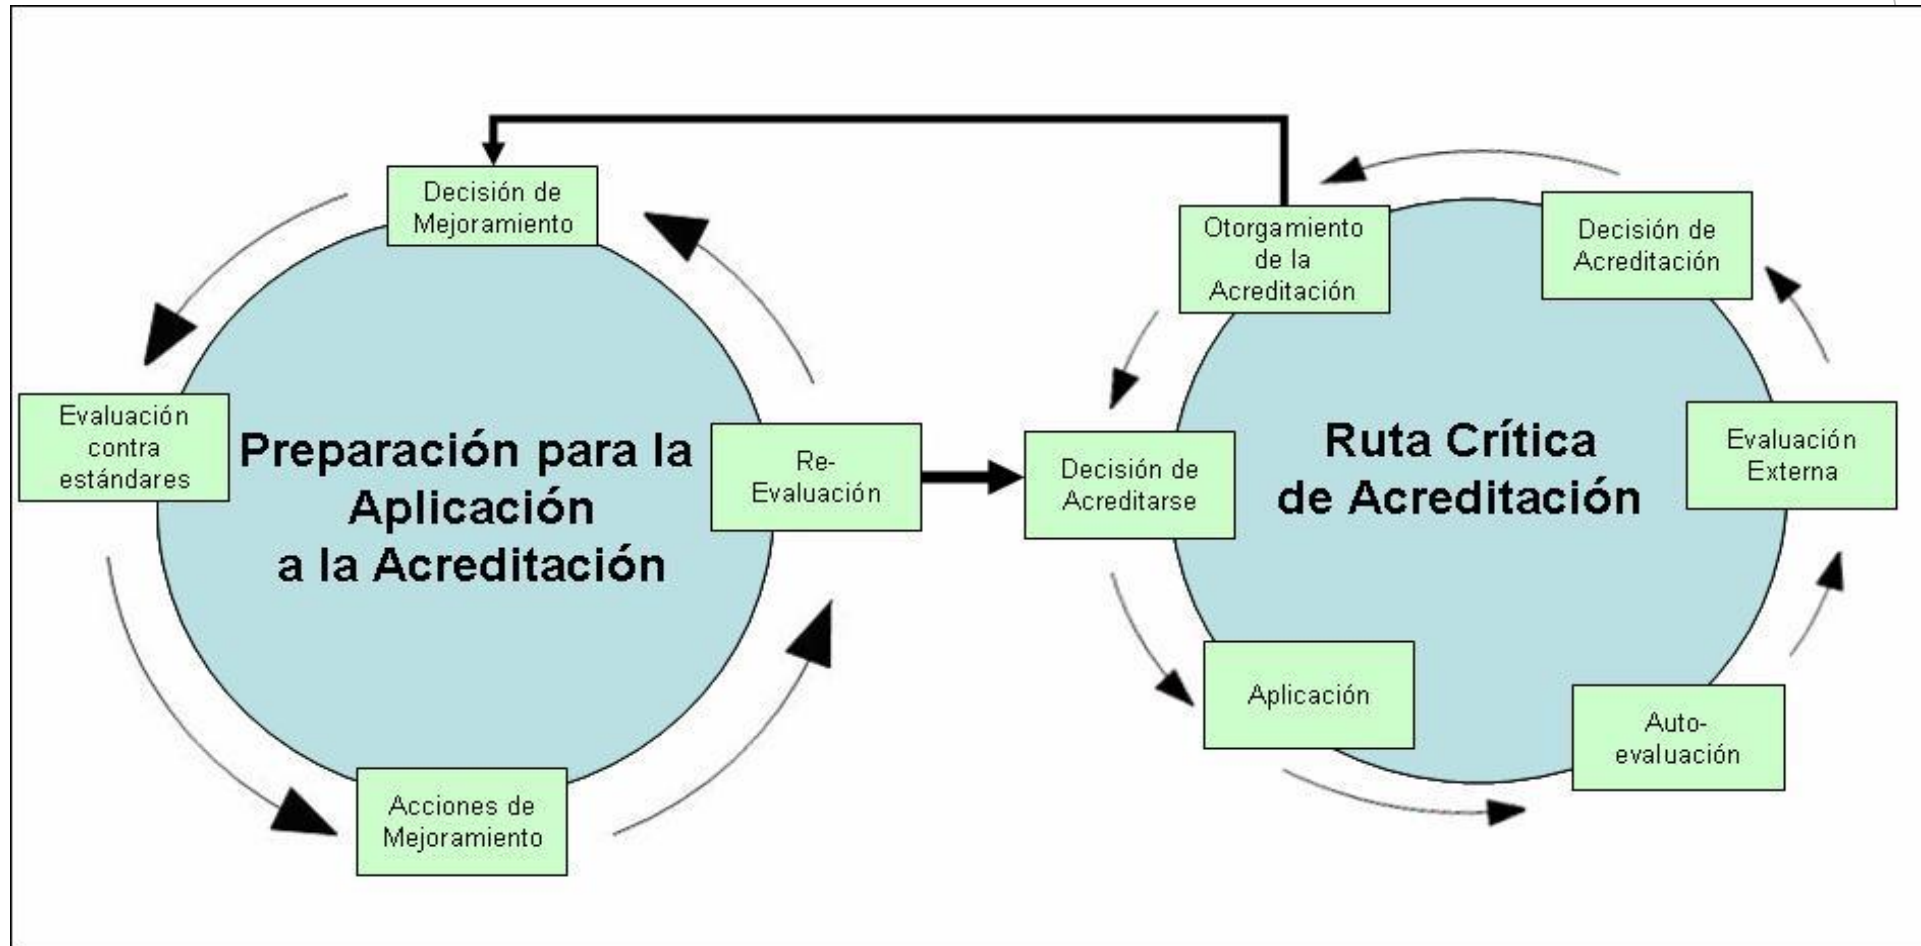 Decisión de
Mejoramiento
Evaluación
contra
estándares
Preparación para la
Aplicación
a la Acreditación
Re-
Evaluación
Acciones de
Mejoramiento
Otorgamiento
de la
Acreditación
Decisión de
Acreditación
Decisión de
Acreditarse
Ruta Crítica
de Acreditación
Evaluación
Externa
Aplicación
Auto-
evaluación